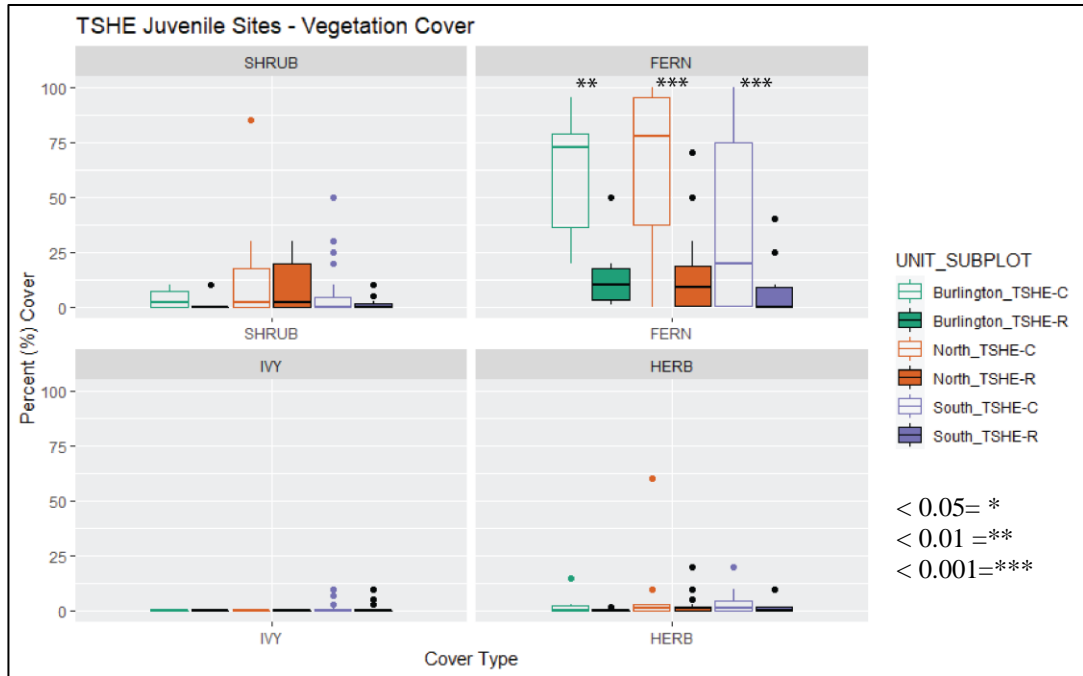 TSHE Juvenile Sites - Vegetation Cover
SHRUB
FERN
**
***
***
100
75
50
25
0
SHRUB
FERN
IVY
HERB
100
75
50
25
0
IVY
HERB
Percent (%) Cover
Cover Type
UNIT_SUBPLOT
Burlington_TSHE-C
Burlington_TSHE-R
North_TSHE-C
North_TSHE-R
South_TSHE-C
South_TSHE-R
< 0.05= *
< 0.01 =**
< 0.001=***